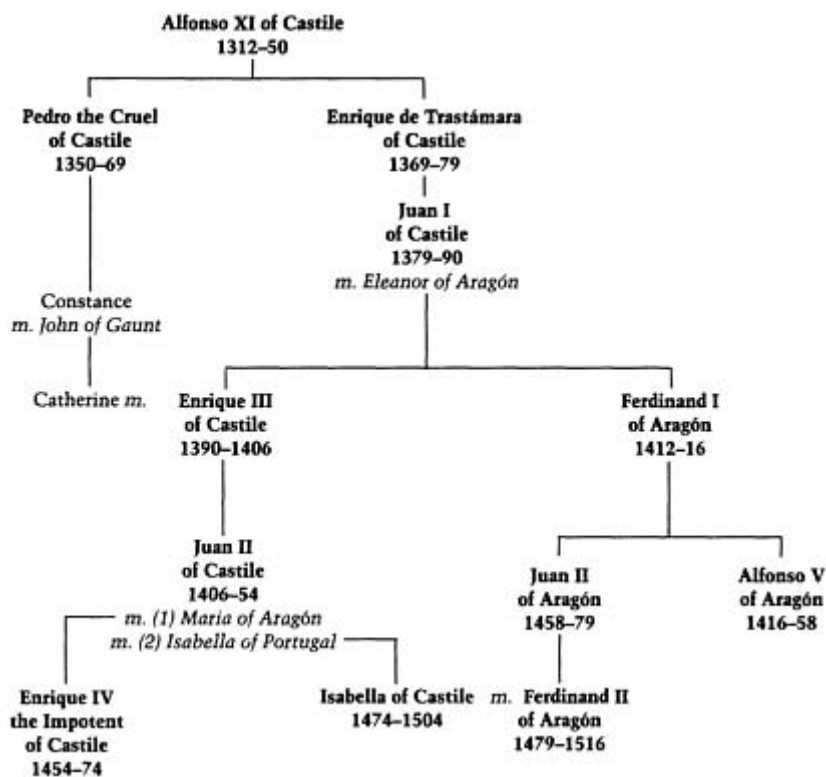 Alfonso XI of Castile
1312–50
Pedro the Cruel
of Castile
1350–69
Enrique de Trastámara
of Castile
1369–79
Juan I
of Castile
1379–90
m. Eleanor of Aragón
Constance
m. John of Gaunt
Catherine m.
Enrique III
of Castile
1390–1406
Ferdinand I
of Aragón
1412–16
Juan II
of Castile
1406–54
m. (1) Maria of Aragón
m. (2) Isabella of Portugal
Juan II
of Aragón
1458–79
Alfonso V
of Aragón
1416–58
Enrique IV
the Impotent
of Castile
1454–74
Isabella of Castile
1474–1504
m. Ferdinand II
of Aragón
1479–1516